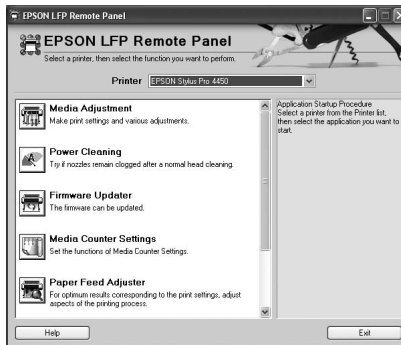 EPSON LFP Remote Panel
EPSON LFP Remote Panel
Select a printer, then select the function you want to perform.
Printer EPSON Stylus Pro 4450
Media Adjustment
Make print settings and various adjustments.
Power Cleaning
Try if nozzles remain clogged after a normal head cleaning.
Firmware Updater
The firmware can be updated.
Media Counter Settings
Set the functions of Media Counter Settings.
Paper Feed Adjuster
For optimum results corresponding to the print settings, adjust
aspects of the printing process.
Application Startup Procedure
Select a printer from the Printer list,
then select the application you want to
start.
Help
Exit